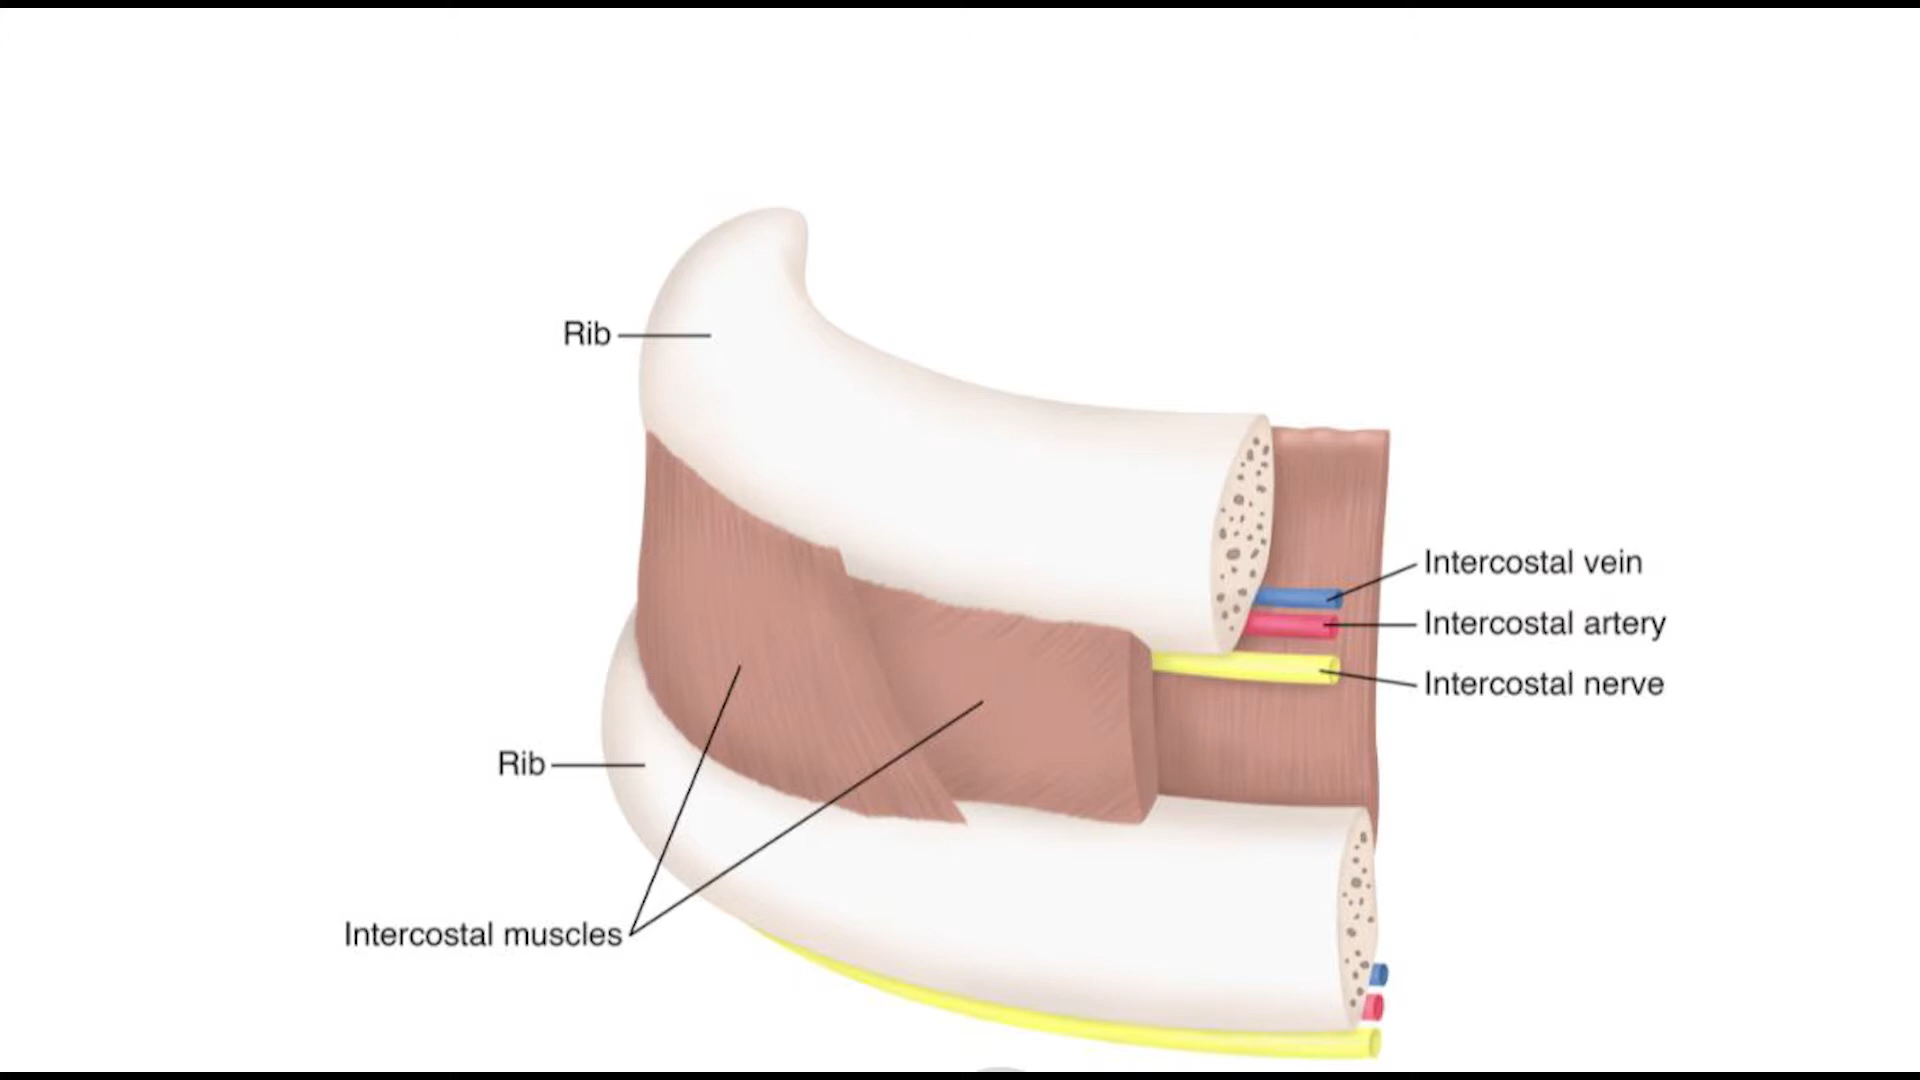 Rib
Intercostal vein
Intercostal artery
Intercostal nerve
Rib
Intercostal muscles